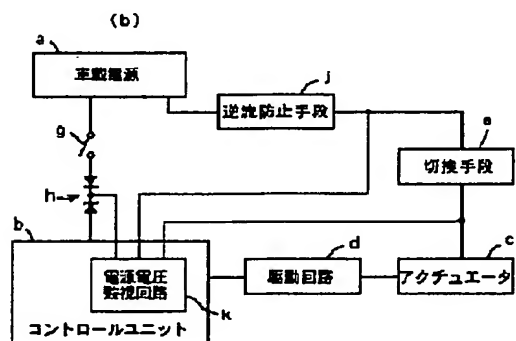 (b)
a
車載電源
j
逆流防止手段
g
e
切換手段
h
b
d
c
電源電圧
監視回路
k
駆動回路
アクチュエータ
コントロールユニット